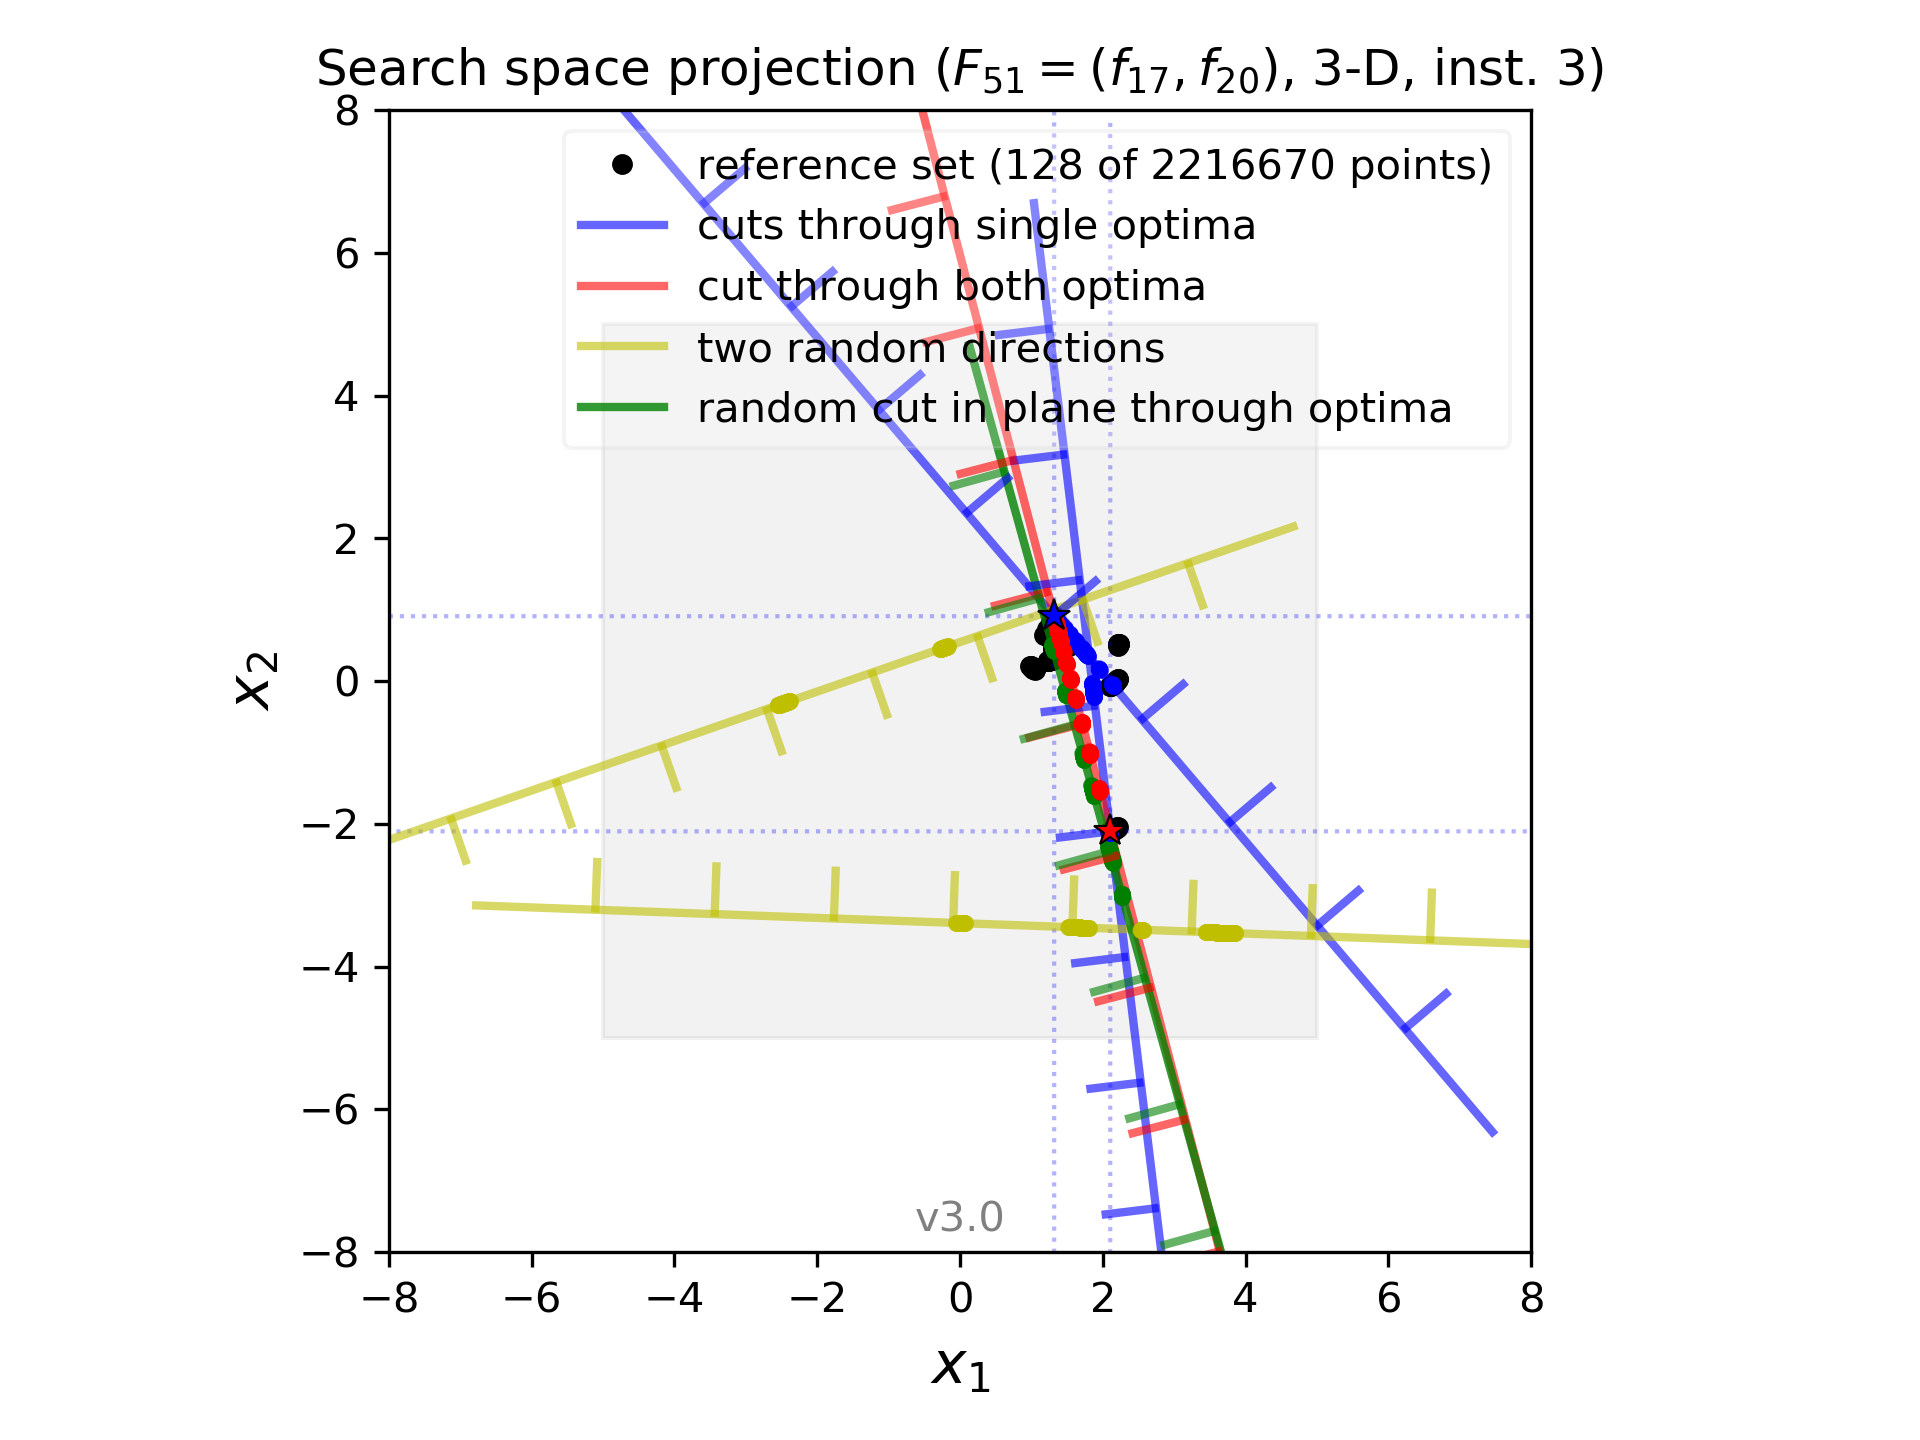 Search space projection (F51 = (f17, f20), 3-D, inst. 3)
reference set (128 of 2216670 points)
cuts through single optima
cut through both optima
two random directions
random cut in plane through optima
8
6
4
2
0
−2
−4
−6
−8
x2
v3.0
−8 −6 −4 −2 0 2 4 6 8
x1